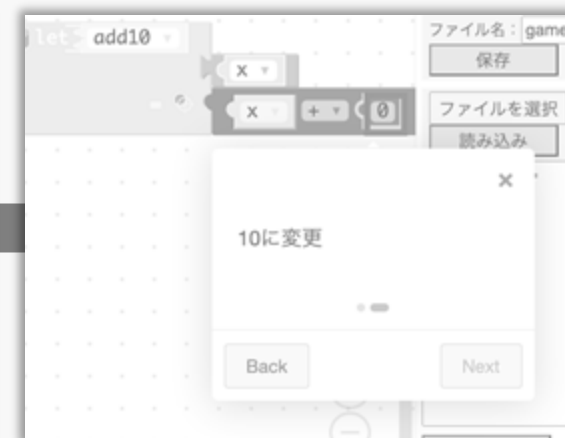 let add10
ファイル名：game
x
保存
x + 0
ファイルを選択
読み込み
×
10に変更
Back Next